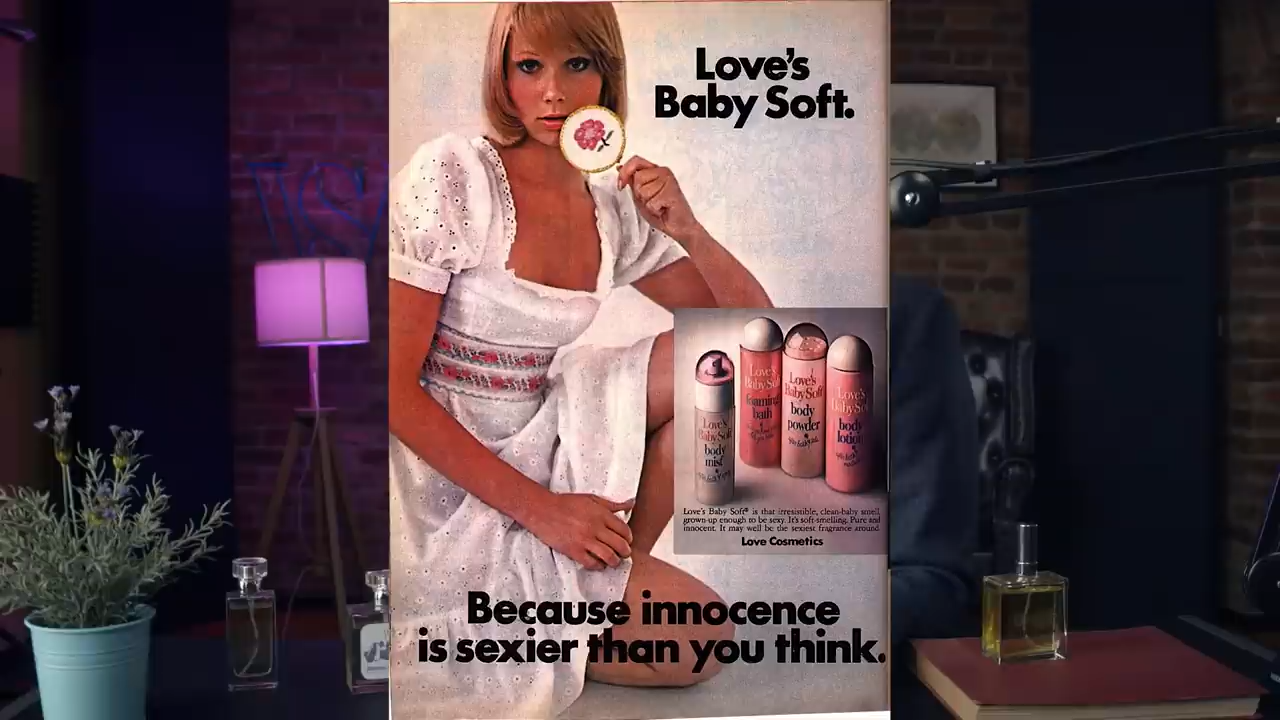 Love's
Baby Soft.
Love's
Baby Soft
body
mist
Love's
Baby Soft
foaming
bath
Love's
Baby Soft
body
powder
Love's
Baby Soft
body
lotion
Love's Baby Soft® is that irresistible, clean-baby smell,
grown-up enough to be sexy. It's soft-smelling. Pure and
innocent. It may well be the sexiest fragrance around.
Love Cosmetics
Because innocence
is sexier than you think.